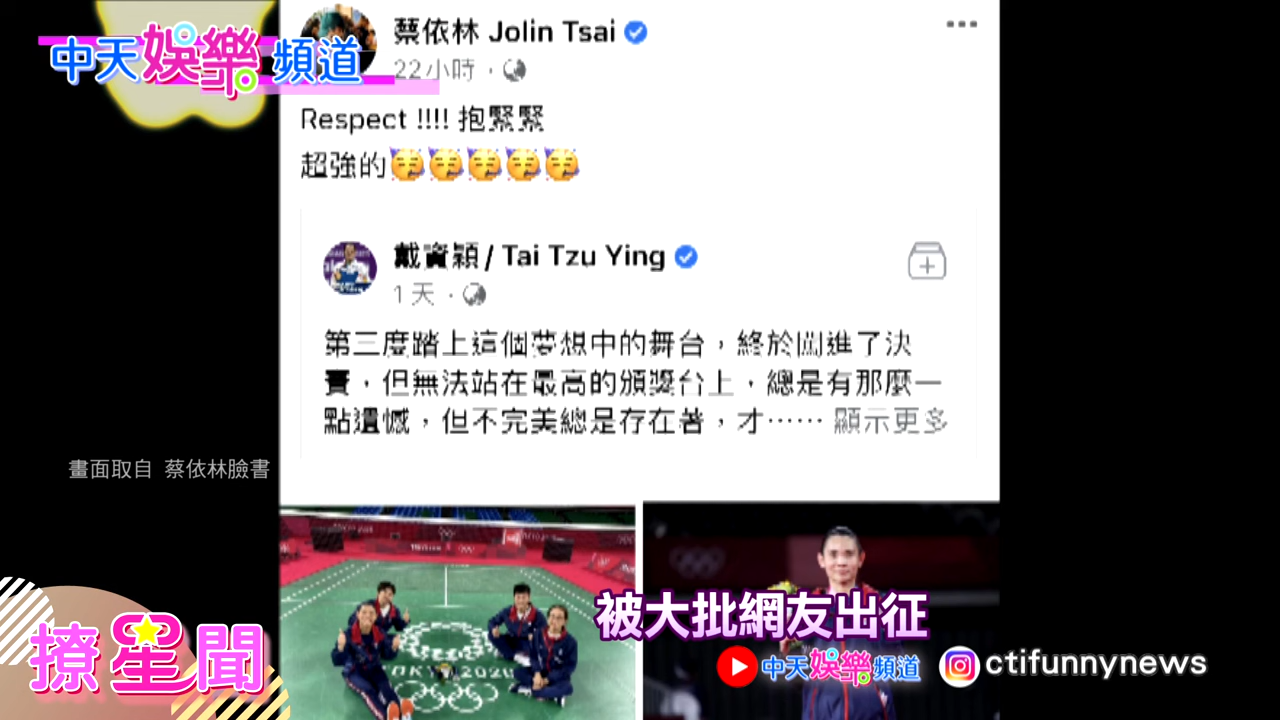 中天娛樂頻道
蔡依林 Jolin Tsai
22小時
Respect !!!! 抱緊緊
超強的🥳🥳🥳🥳🥳
戴資穎 / Tai Tzu Ying
1天
第三度踏上這個夢想中的舞台，終於闖進了決
賽，但無法站在最高的頒獎台上，總是有那麼一
點遺憾，但不完美總是存在著，才⋯⋯ 顯示更多
畫面取自 蔡依林臉書
被大批網友出征
撩星聞
中天娛樂頻道
ctifunnynews